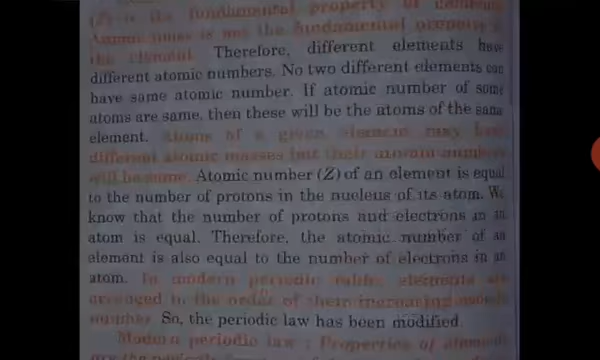 (Z) is its fundamental property of
Atomic mass is not the fundamental property of
the element. Therefore, different elements have
different atomic numbers. No two different elements can
have same atomic number. If atomic number of some
atoms are same, then these will be the atoms of the same
element. Atoms of a given element may have
different atomic masses but their atomic numbers
will be same. Atomic number (Z) of an element is equal
to the number of protons in the nucleus of its atom. We
know that the number of protons and electrons in an
atom is equal. Therefore, the atomic number of an
element is also equal to the number of electrons in an
atom. In modern periodic table, elements are
arranged in the order of their increasing atomic
number. So, the periodic law has been modified.
Modern periodic law : Properties of elements
are the periodic